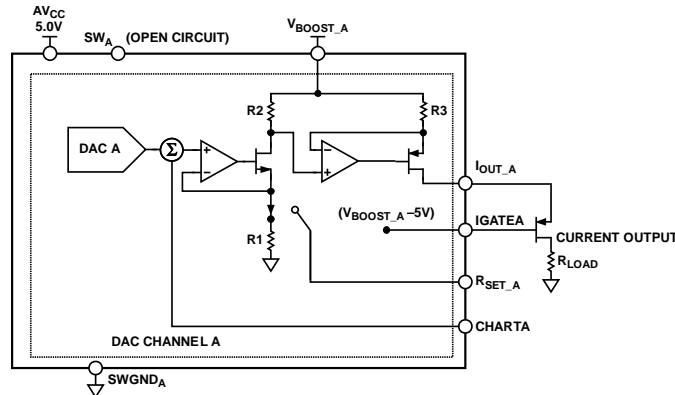 AVCC
5.0V
SWA (OPEN CIRCUIT)
VBOOST_A
R2
R3
DAC A
Σ
+
−
−
+
IOUT_A
R1
(VBOOST_A –5V)
IGATEA
CURRENT OUTPUT
RLOAD
RSET_A
DAC CHANNEL A
CHARTA
SWGNDA